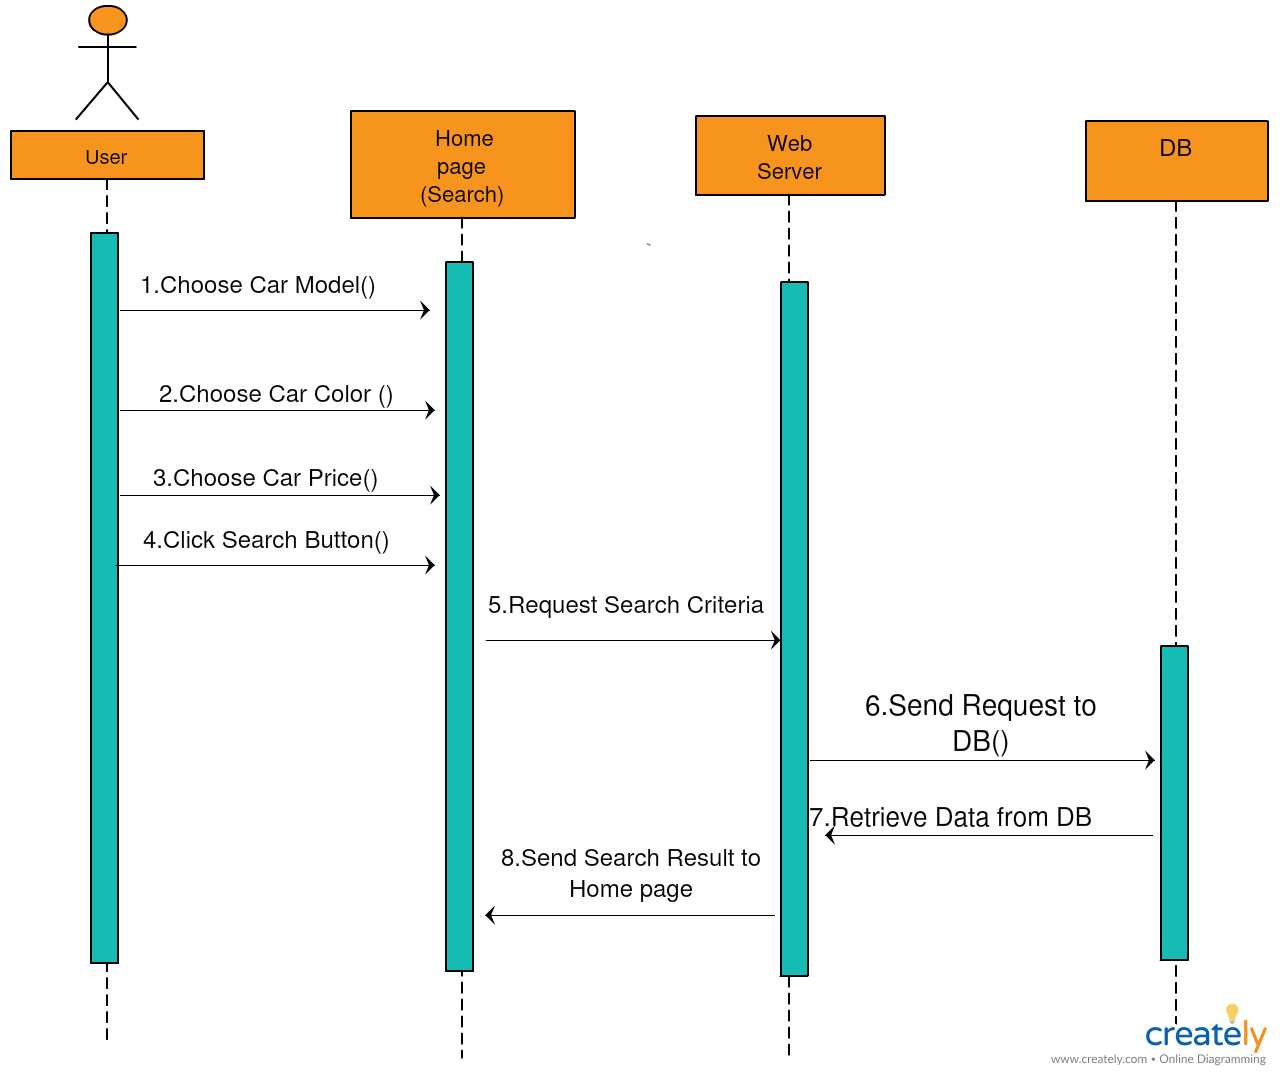 User
Home
page
(Search)
Web
Server
DB
1.Choose Car Model()
2.Choose Car Color ()
3.Choose Car Price()
4.Click Search Button()
5.Request Search Criteria
6.Send Request to
DB()
7.Retrieve Data from DB
8.Send Search Result to
Home page
creately
www.creately.com • Online Diagramming